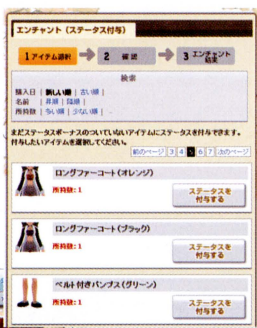 エンチャント（ステータス付与）
1 アイテム選択 2 確認 3 エンチャント結果
検索
購入日 | 新しい順 | 古い順 |
名前 | 昇順 | 降順 |
所持数 | 多い順 | 少ない順 |
まだステータスボーナスのついていないアイテムにステータスを付与できます。
付与したいアイテムを選択してください。
前のページ 3 4 5 6 7 次のページ
ロングファーコート(オレンジ)
所持数: 1
ステータスを
付与する
ロングファーコート(ブラック)
所持数: 1
ステータスを
付与する
ベルト付きパンプス(グリーン)
所持数: 1
ステータスを
付与する